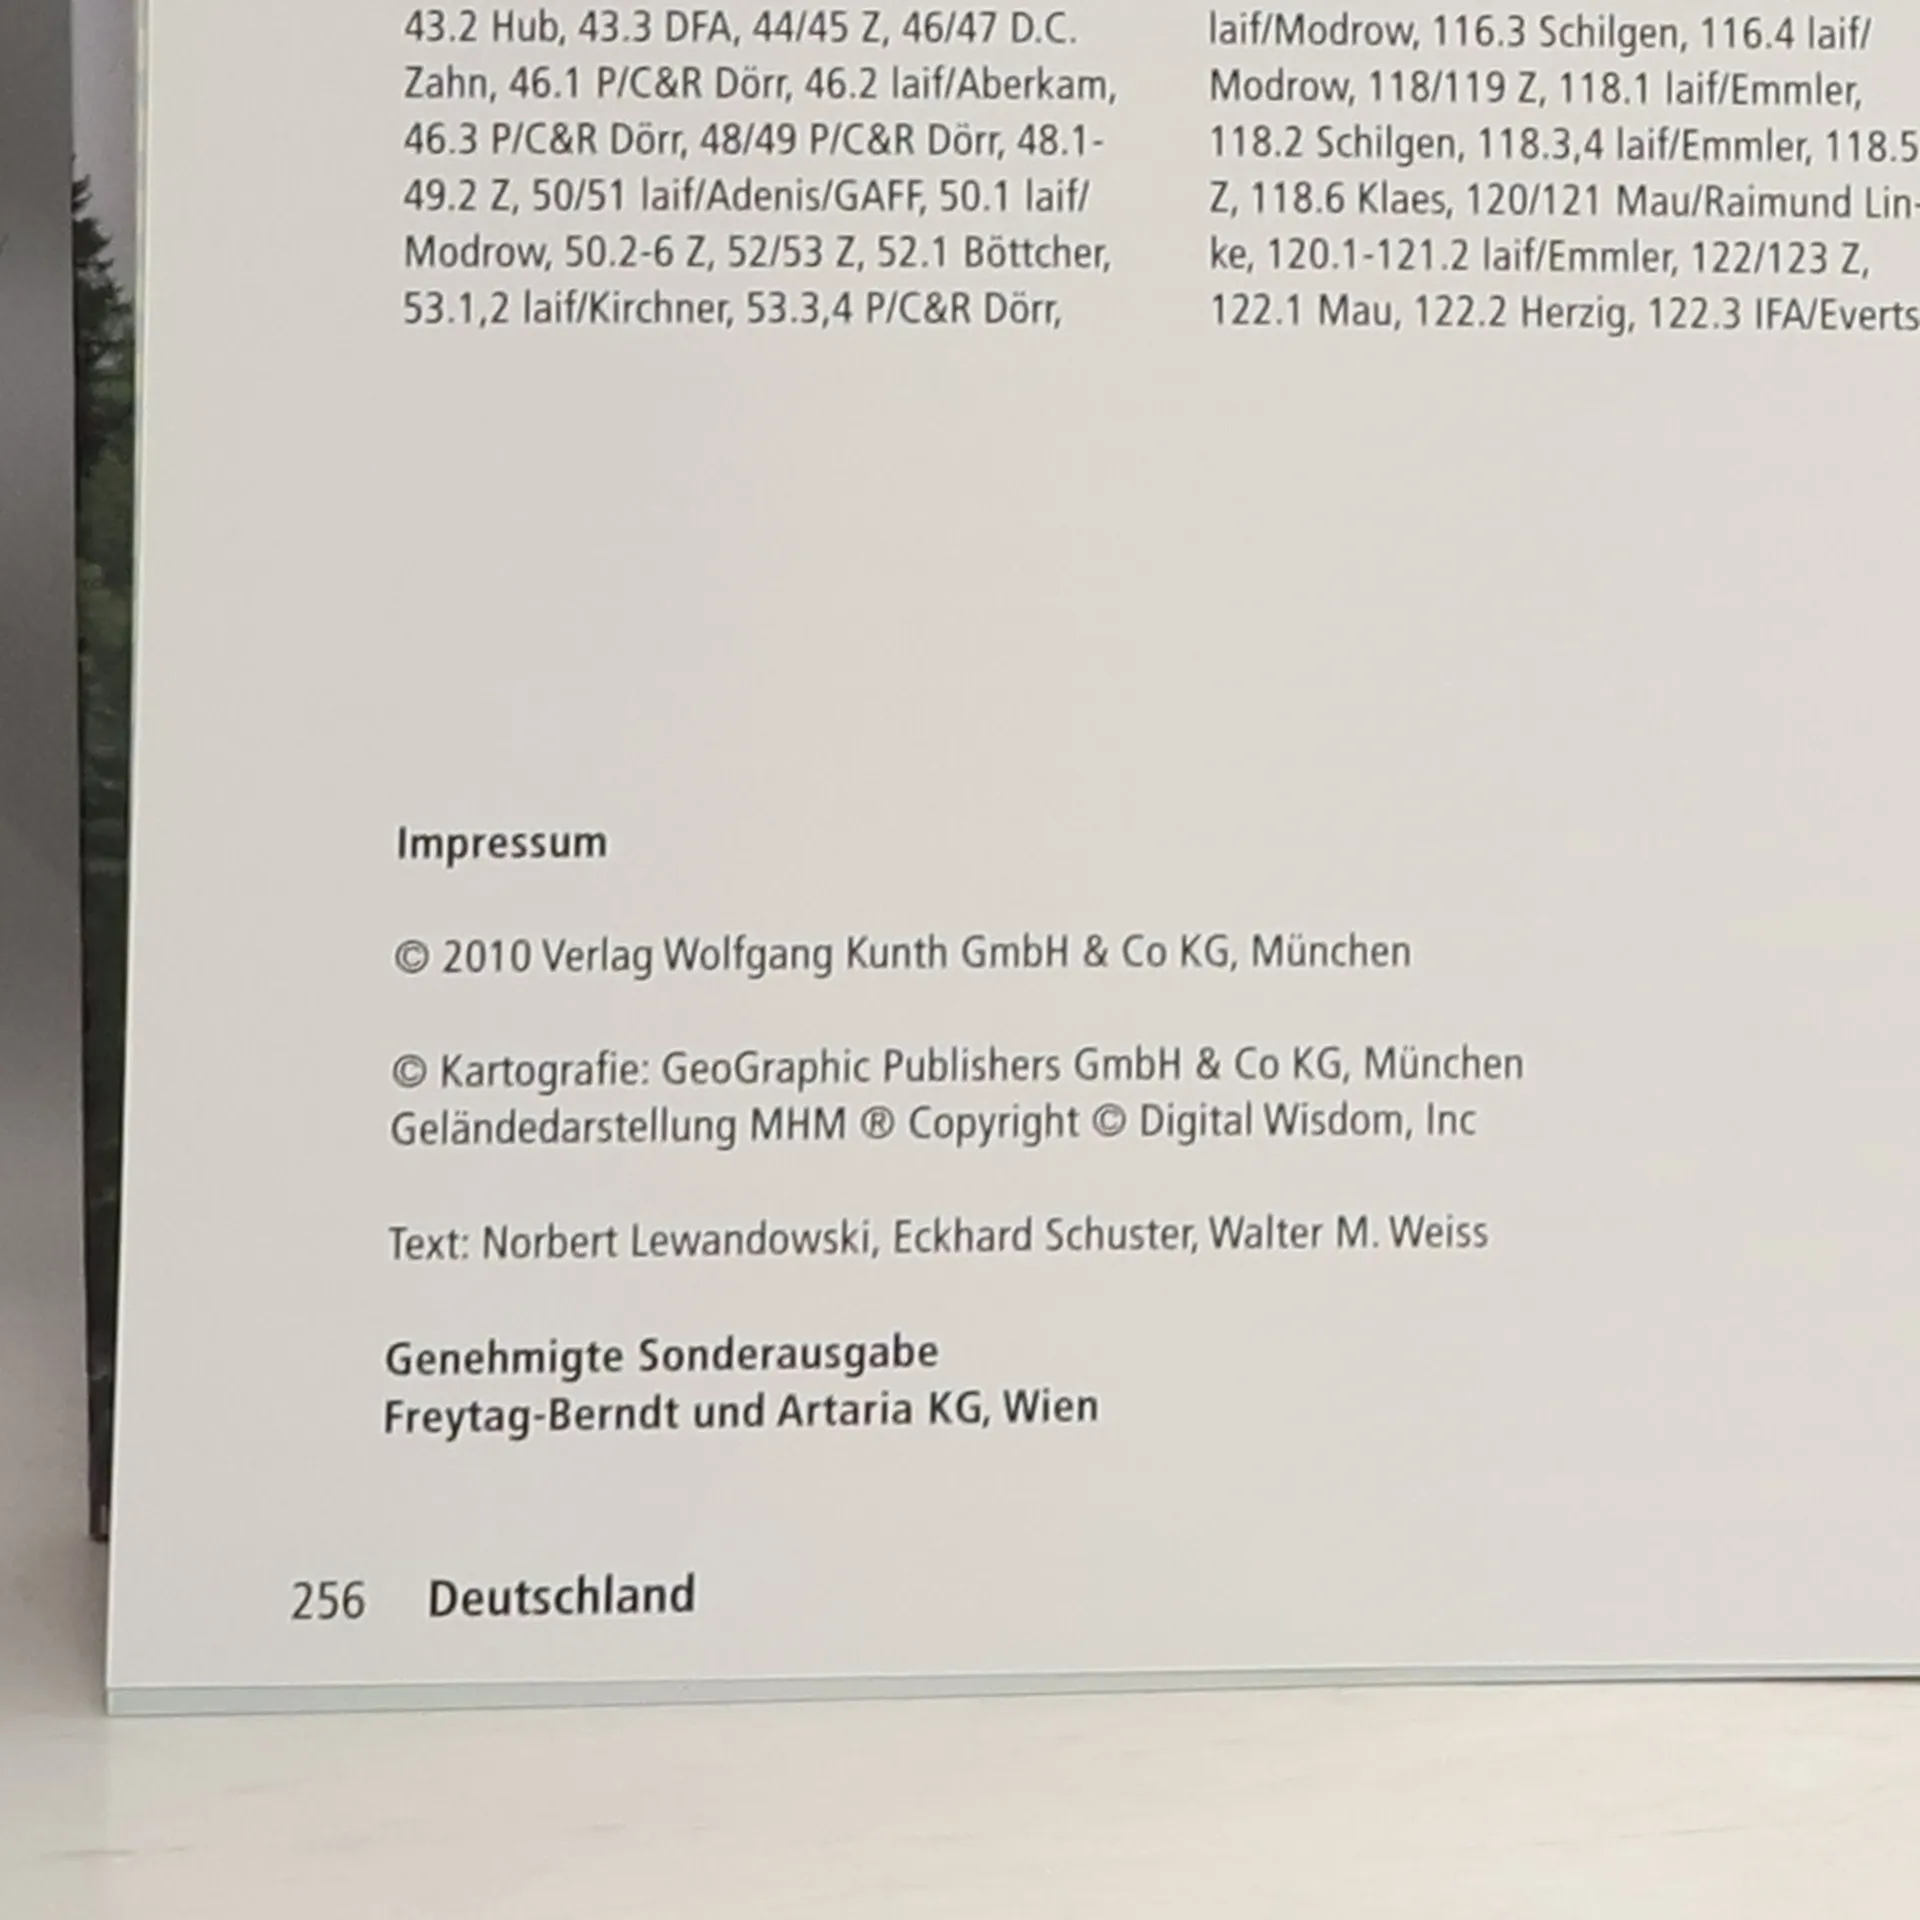 43.2 Hub, 43.3 DFA, 44/45 Z, 46/47 D.C.
Zahn, 46.1 P/C&R Dörr, 46.2 laif/Aberkam,
46.3 P/C&R Dörr, 48/49 P/C&R Dörr, 48.1-
49.2 Z, 50/51 laif/Adenis/GAFF, 50.1 laif/
Modrow, 50.2-6 Z, 52/53 Z, 52.1 Böttcher,
53.1,2 laif/Kirchner, 53.3,4 P/C&R Dörr,
laif/Modrow, 116.3 Schilgen, 116.4 laif/
Modrow, 118/119 Z, 118.1 laif/Emmler,
118.2 Schilgen, 118.3,4 laif/Emmler, 118.5
Z, 118.6 Klaes, 120/121 Mau/Raimund Lin-
ke, 120.1-121.2 laif/Emmler, 122/123 Z,
122.1 Mau, 122.2 Herzig, 122.3 IFA/Everts
Impressum
© 2010 Verlag Wolfgang Kunth GmbH & Co KG, München
© Kartografie: GeoGraphic Publishers GmbH & Co KG, München
Geländedarstellung MHM ® Copyright © Digital Wisdom, Inc
Text: Norbert Lewandowski, Eckhard Schuster, Walter M. Weiss
Genehmigte Sonderausgabe
Freytag-Berndt und Artaria KG, Wien
256 Deutschland